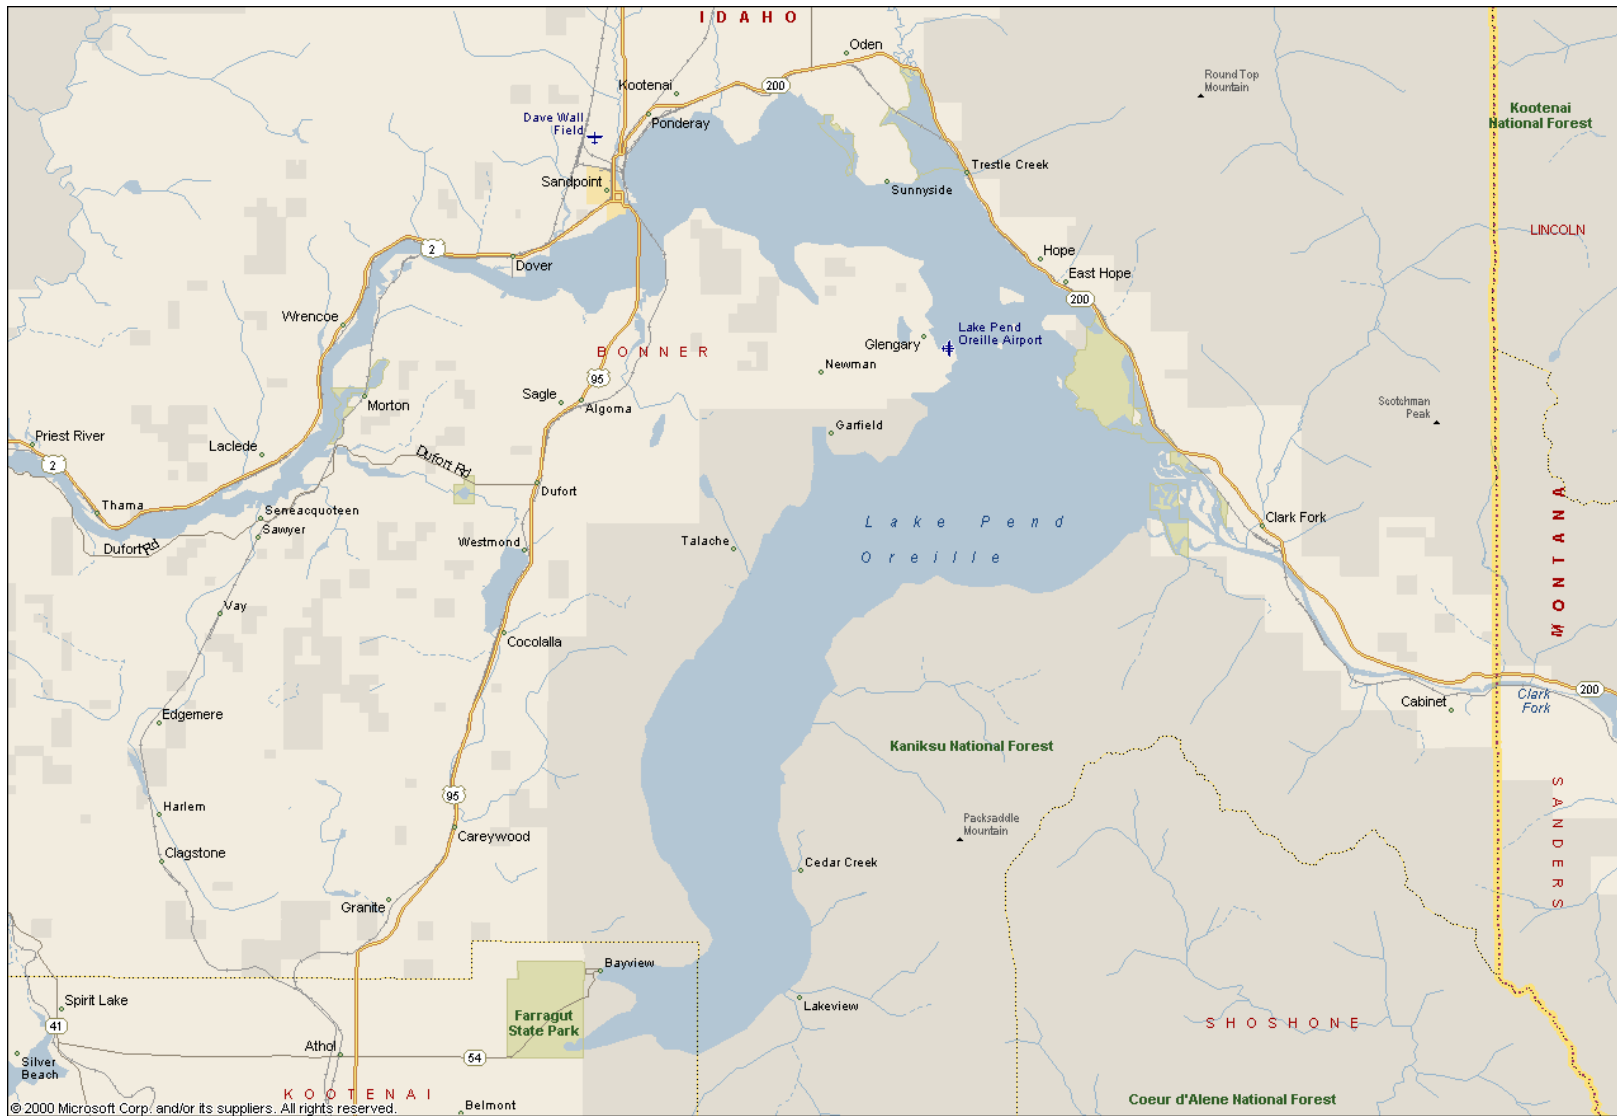 IDAHO
Oden
Round Top
Mountain
Kootenai
200
Kootenai
National Forest
Dave Wall
Field
Ponderay
Trestle Creek
Sandpoint
Sunnyside
LINCOLN
2
Hope
Dover
East Hope
200
Wrencoe
Lake Pend
Oreille Airport
Glengary
BONNER
Newman
95
Sagle
Algoma
Morton
Scotchman
Peak
Garfield
Priest River
Laclede
2
Dufort Rd
Dufort
MONTANA
Thama
Seneacquoteen
Sawyer
Lake Pend
Oreille
Clark Fork
Dufort Rd
Westmond
Talache
Vay
Cocolalla
200
Clark
Fork
Cabinet
Edgemere
Kaniksu National Forest
SANDERS
95
Harlem
Packsaddle
Mountain
Careywood
Clagstone
Cedar Creek
Granite
Bayview
Spirit Lake
Lakeview
Farragut
State Park
41
SHOSHONE
Athol
54
Silver
Beach
KOOTENAI
Coeur d'Alene National Forest
Belmont
© 2000 Microsoft Corp. and/or its suppliers. All rights reserved.